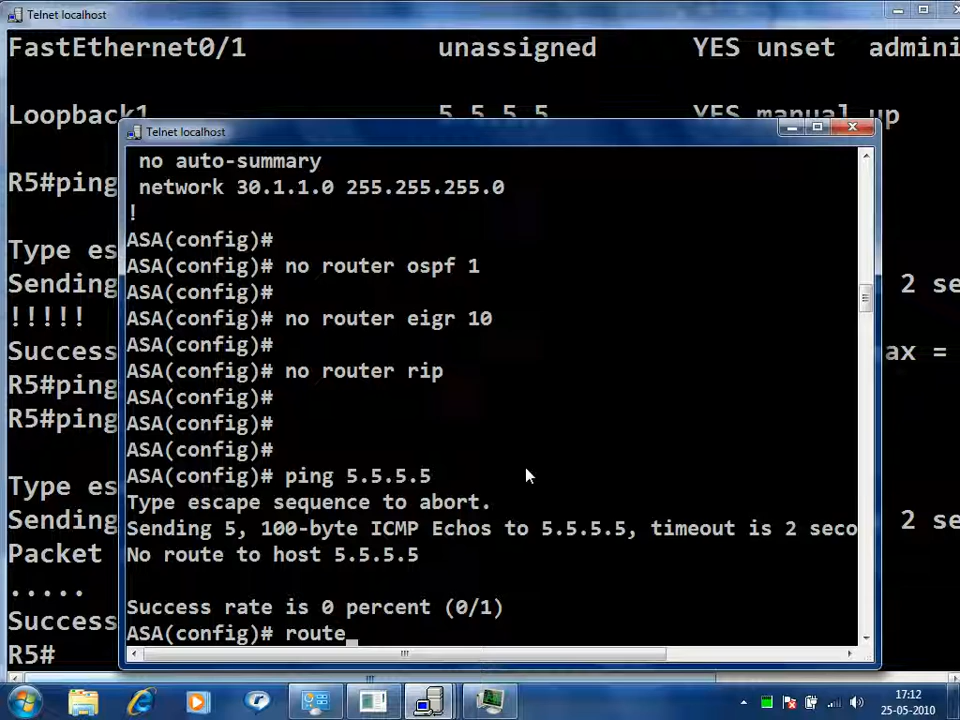 Telnet localhost
FastEthernet0/1 unassigned YES unset admini
Loopback1 5.5.5.5 YES manual up
Telnet localhost
no auto-summary
network 30.1.1.0 255.255.255.0
!
ASA(config)#
ASA(config)# no router ospf 1
ASA(config)#
ASA(config)# no router eigr 10
ASA(config)#
ASA(config)# no router rip
ASA(config)#
ASA(config)#
ASA(config)#
ASA(config)# ping 5.5.5.5
Type escape sequence to abort.
Sending 5, 100-byte ICMP Echos to 5.5.5.5, timeout is 2 seco
No route to host 5.5.5.5
Success rate is 0 percent (0/1)
ASA(config)# route_
R5#ping
Type es
Sending 2 se
!!!!!
Success ax =
R5#ping
R5#ping
Type es
Sending 2 se
Packet
.....
Success
R5#
17:12
25-05-2010